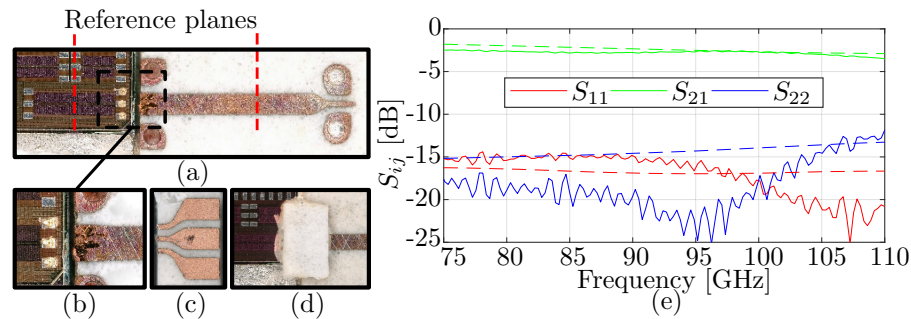 Reference planes
(a)
(b)
(c)
(d)
0
-5
-10
-15
-20
-25
S_ij [dB]
S_11
S_21
S_22
75
80
85
90
95
100
105
110
Frequency [GHz]
(e)